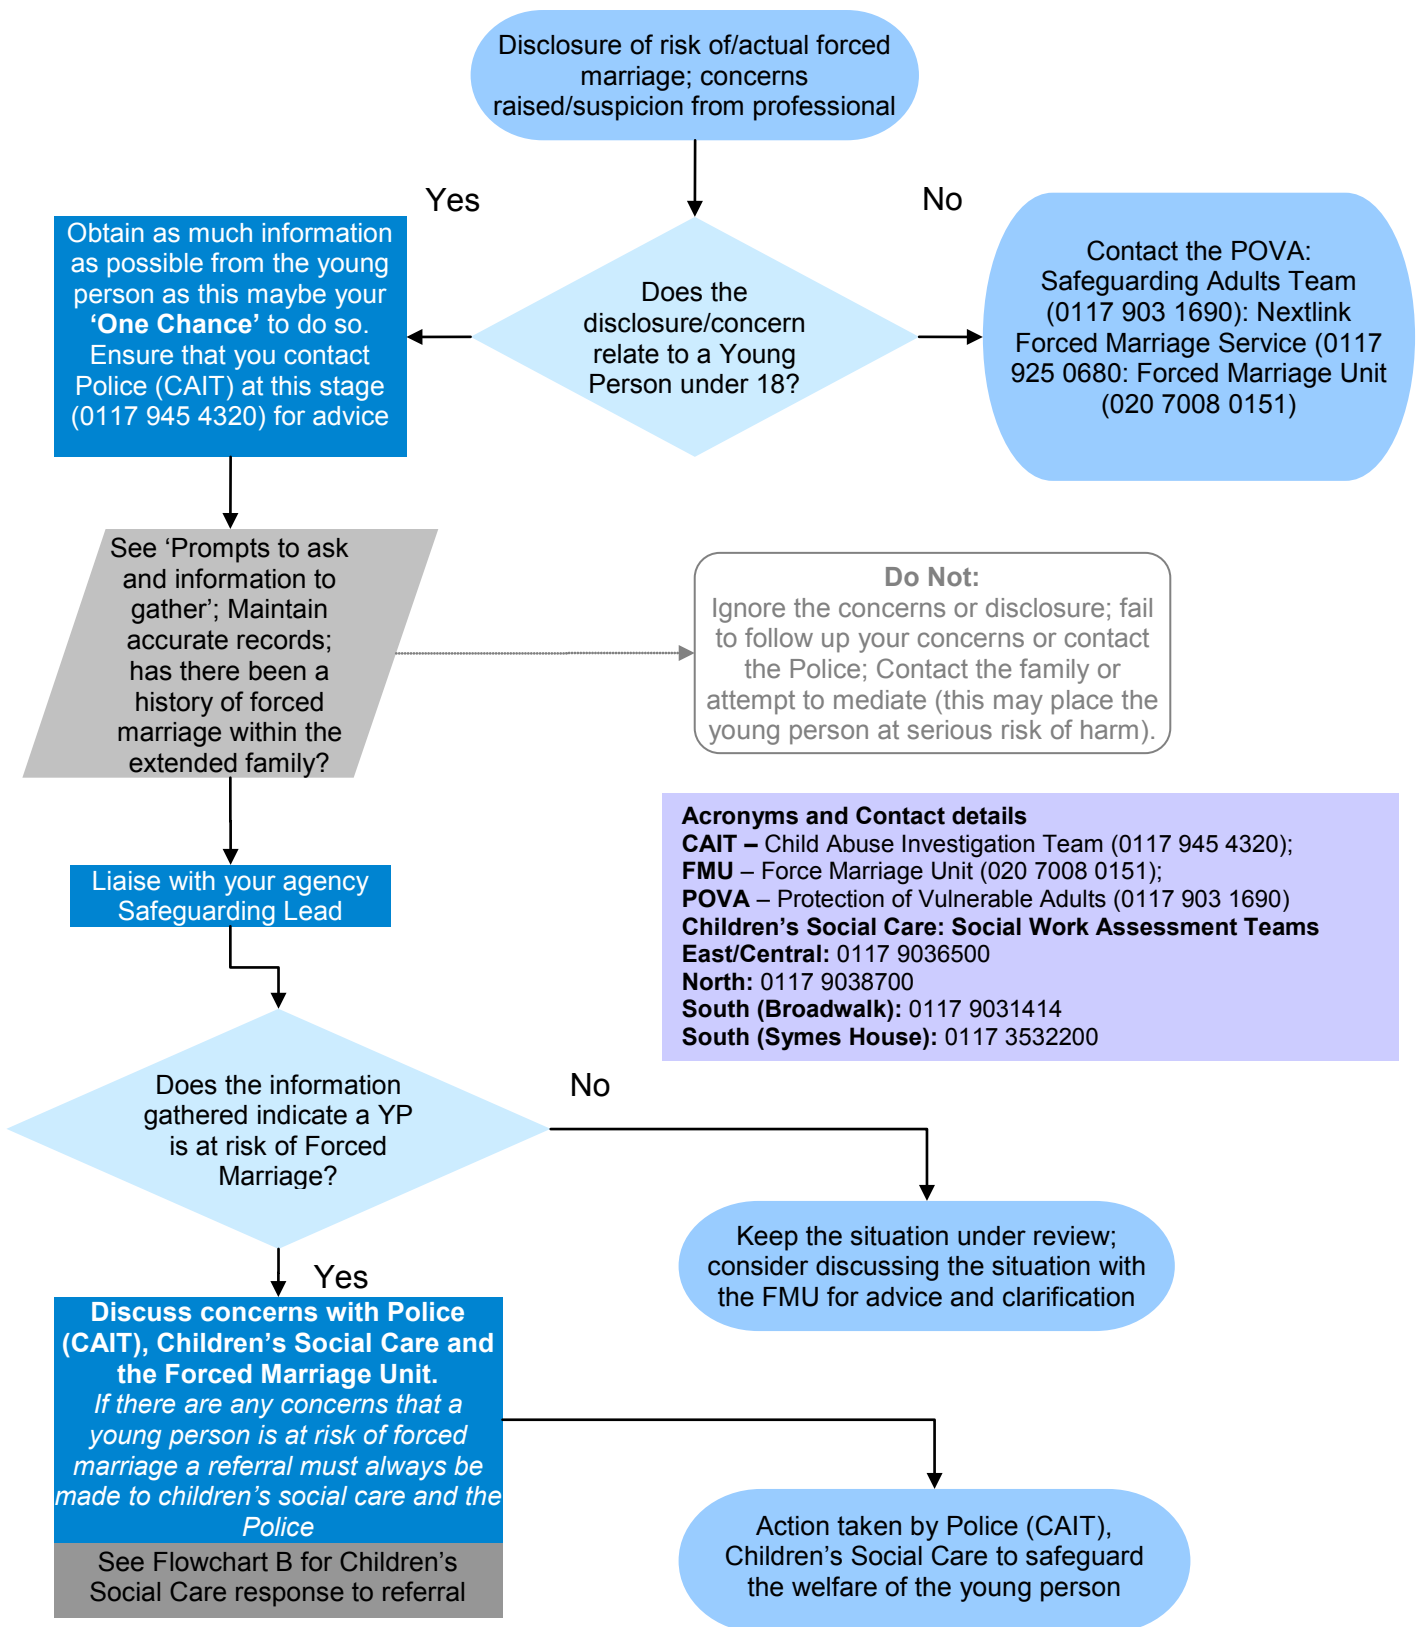 Disclosure of risk of/actual forced
marriage; concerns
raised/suspicion from professional
Yes
No
Obtain as much information
as possible from the young
person as this maybe your
‘One Chance’ to do so.
Ensure that you contact
Police (CAIT) at this stage
(0117 945 4320) for advice
Does the
disclosure/concern
relate to a Young
Person under 18?
Contact the POVA:
Safeguarding Adults Team
(0117 903 1690): Nextlink
Forced Marriage Service (0117
925 0680: Forced Marriage Unit
(020 7008 0151)
See ‘Prompts to ask
and information to
gather’; Maintain
accurate records;
has there been a
history of forced
marriage within the
extended family?
Do Not:
Ignore the concerns or disclosure; fail
to follow up your concerns or contact
the Police; Contact the family or
attempt to mediate (this may place the
young person at serious risk of harm).
Acronyms and Contact details
CAIT – Child Abuse Investigation Team (0117 945 4320);
FMU – Force Marriage Unit (020 7008 0151);
POVA – Protection of Vulnerable Adults (0117 903 1690)
Children’s Social Care: Social Work Assessment Teams
East/Central: 0117 9036500
North: 0117 9038700
South (Broadwalk): 0117 9031414
South (Symes House): 0117 3532200
Liaise with your agency
Safeguarding Lead
Does the information
gathered indicate a YP
is at risk of Forced
Marriage?
No
Keep the situation under review;
consider discussing the situation with
the FMU for advice and clarification
Yes
Discuss concerns with Police
(CAIT), Children’s Social Care and
the Forced Marriage Unit.
If there are any concerns that a
young person is at risk of forced
marriage a referral must always be
made to children’s social care and the
Police
See Flowchart B for Children’s
Social Care response to referral
Action taken by Police (CAIT),
Children’s Social Care to safeguard
the welfare of the young person